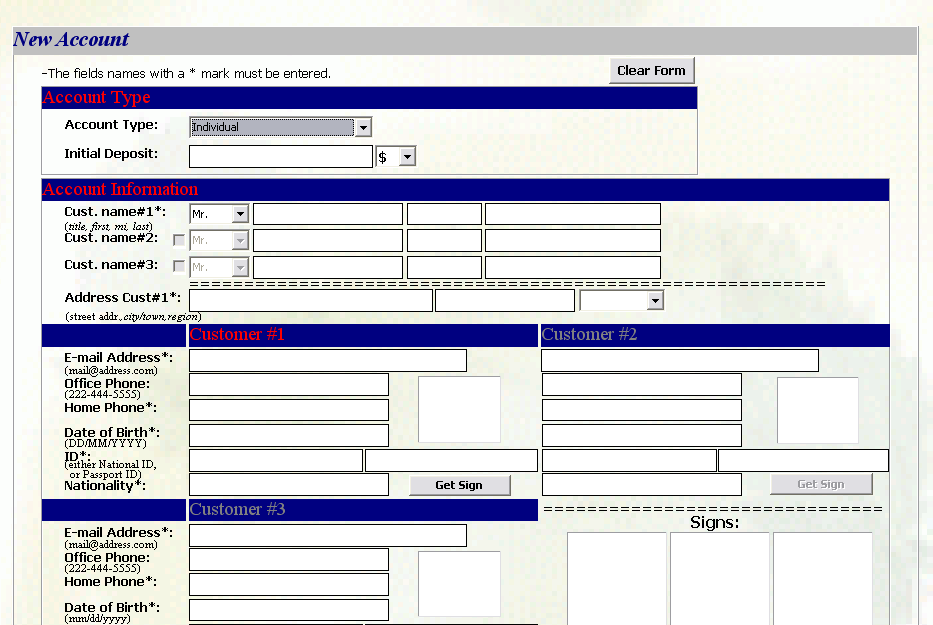 New Account
-The fields names with a * mark must be entered.
Clear Form
Account Type
Account Type:
Individual
Initial Deposit:
$
Account Information
Cust. name#1*:
Mr.
(title, first, mi, last)
Cust. name#2:
Mr.
Cust. name#3:
Mr.
Address Cust#1*:
(street addr.,city/town,region)
Customer #1
Customer #2
E-mail Address*:
(mail@address.com)
Office Phone:
(222-444-5555)
Home Phone*:
Date of Birth*:
(DD/MM/YYYY)
ID*:
(either National ID,
or Passport ID)
Nationality*:
Get Sign
Get Sign
Customer #3
Signs:
E-mail Address*:
(mail@address.com)
Office Phone:
(222-444-5555)
Home Phone*:
Date of Birth*:
(mm/dd/yyyy)